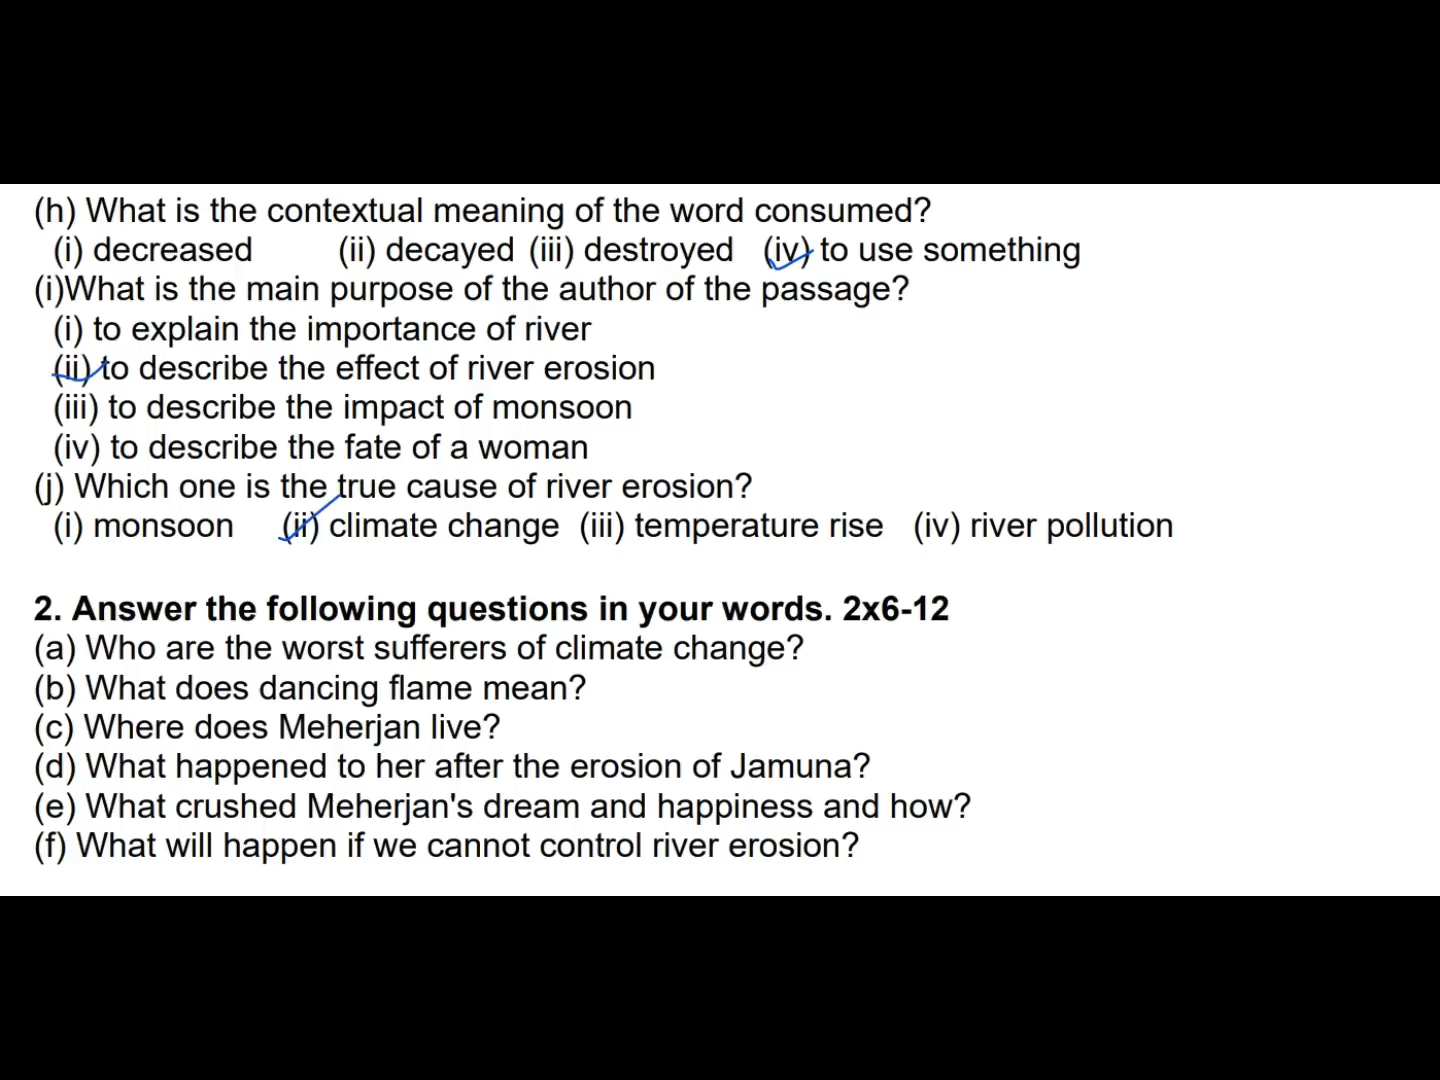 (h) What is the contextual meaning of the word consumed?
(i) decreased (ii) decayed (iii) destroyed (iv) to use something
(i)What is the main purpose of the author of the passage?
(i) to explain the importance of river
(ii) to describe the effect of river erosion
(iii) to describe the impact of monsoon
(iv) to describe the fate of a woman
(j) Which one is the true cause of river erosion?
(i) monsoon (ii) climate change (iii) temperature rise (iv) river pollution
2. Answer the following questions in your words. 2x6-12
(a) Who are the worst sufferers of climate change?
(b) What does dancing flame mean?
(c) Where does Meherjan live?
(d) What happened to her after the erosion of Jamuna?
(e) What crushed Meherjan's dream and happiness and how?
(f) What will happen if we cannot control river erosion?